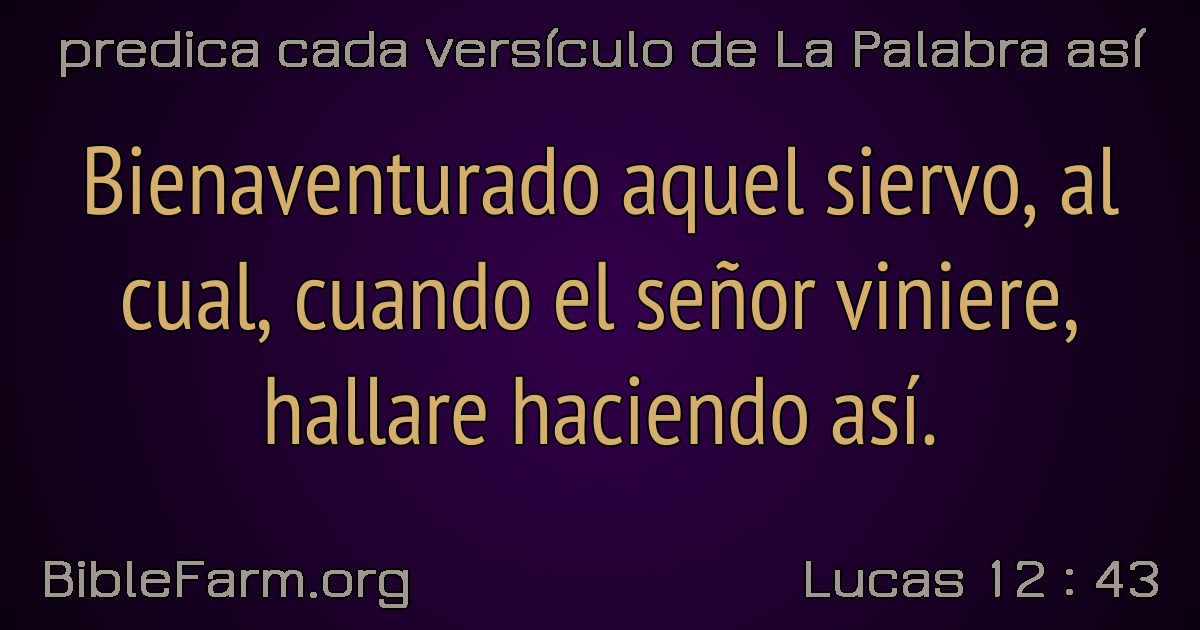 predica cada versículo de La Palabra así
Bienaventurado aquel siervo, al
cual, cuando el señor viniere,
hallare haciendo así.
BibleFarm.org
Lucas 12 : 43